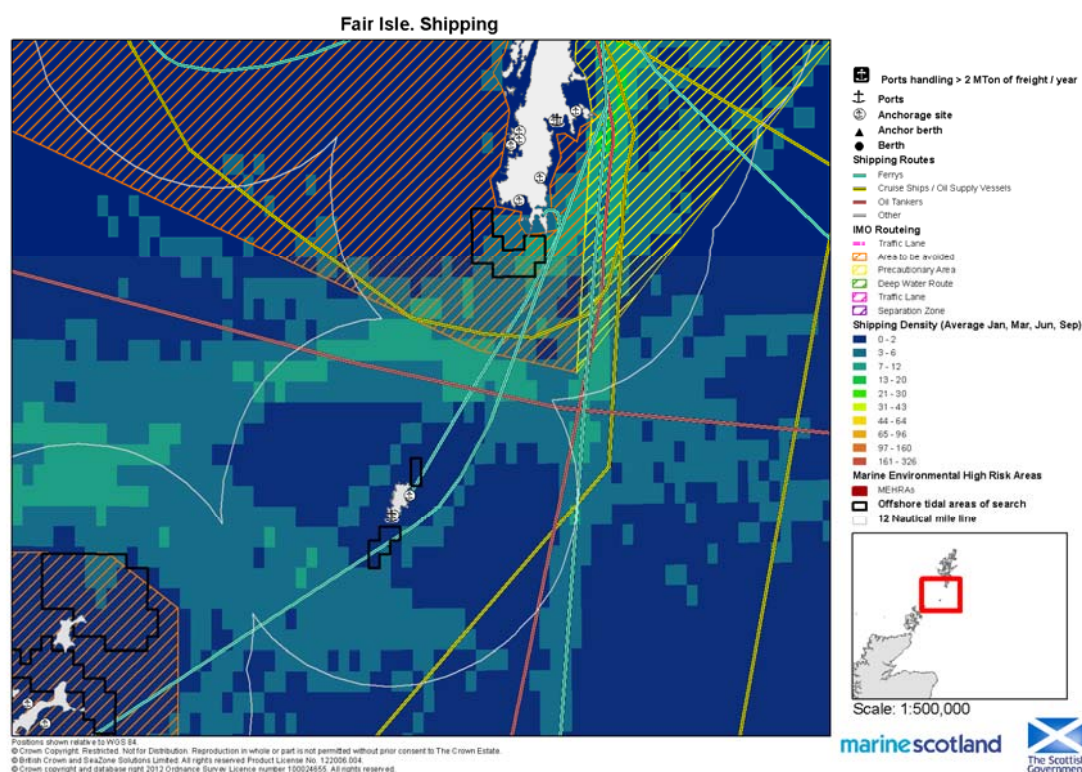 Fair Isle. Shipping
Ports handling > 2 MTon of freight / year
Ports
Anchorage site
Anchor berth
Berth
Shipping Routes
Ferrys
Cruise Ships / Oil Supply Vessels
Oil Tankers
Other
IMO Routeing
Traffic Lane
Area to be avoided
Precautionary Area
Deep Water Route
Traffic Lane
Separation Zone
Shipping Density (Average Jan, Mar, Jun, Sep)
0 - 2
3 - 6
7 - 12
13 - 20
21 - 30
31 - 43
44 - 64
65 - 96
97 - 160
161 - 326
Marine Environmental High Risk Areas
MEHRAs
Offshore tidal areas of search
12 Nautical mile line
Scale: 1:500,000
marinescotland
The Scottish
Government
Positions shown relative to WGS 84.
© Crown Copyright. Restricted. Not for Distribution. Reproduction in whole or part is not permitted without prior consent to The Crown Estate.
© British Crown and SeaZone Solutions Limited. All rights reserved Product License No. 122006.004
© Crown copyright and database right 2012 Ordnance Survey Licence number 100024655. All rights reserved.